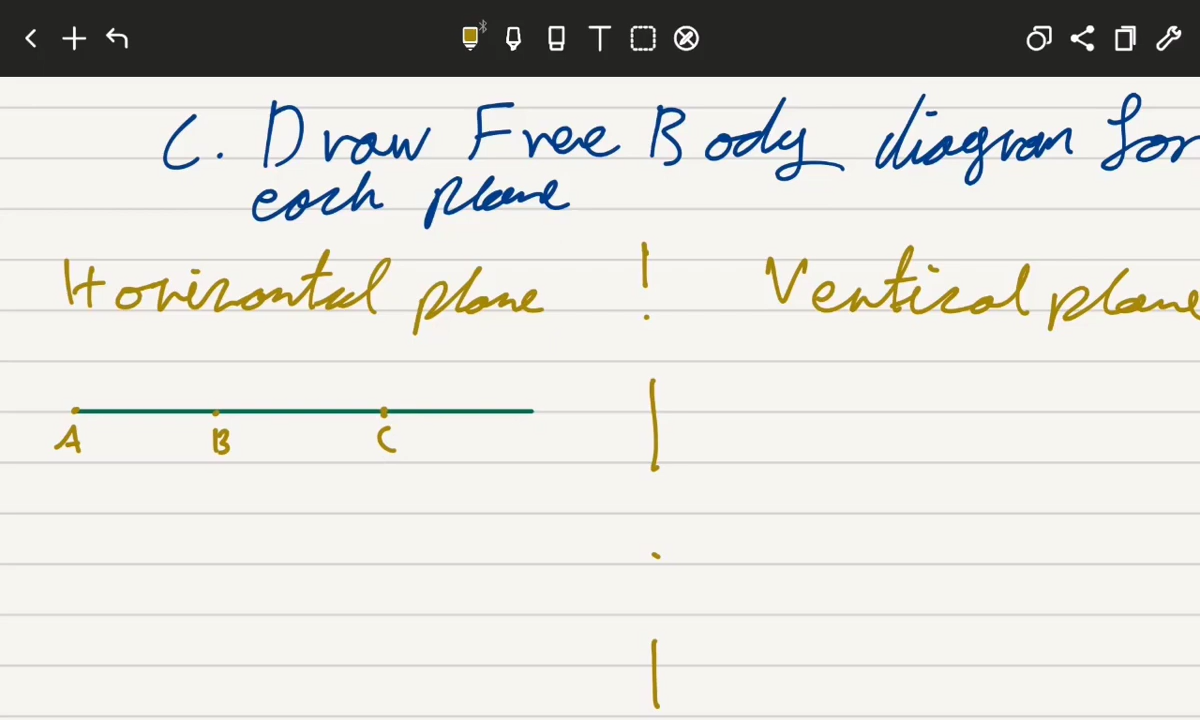 C. Draw Free Body diagram for
each plane
Horizontal plane
Vertical plane
A B C